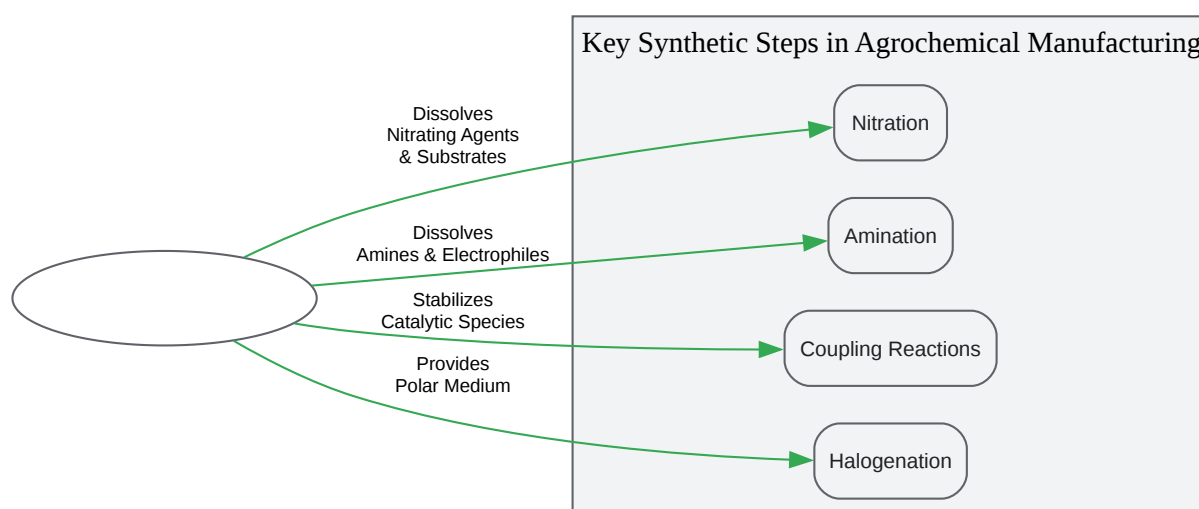 Key Synthetic Steps in Agrochemical Manufacturing
Dissolves
Nitrating Agents
& Substrates
Nitration
Dissolves
Amines & Electrophiles
Amination
Stabilizes
Catalytic Species
Coupling Reactions
Provides
Polar Medium
Halogenation